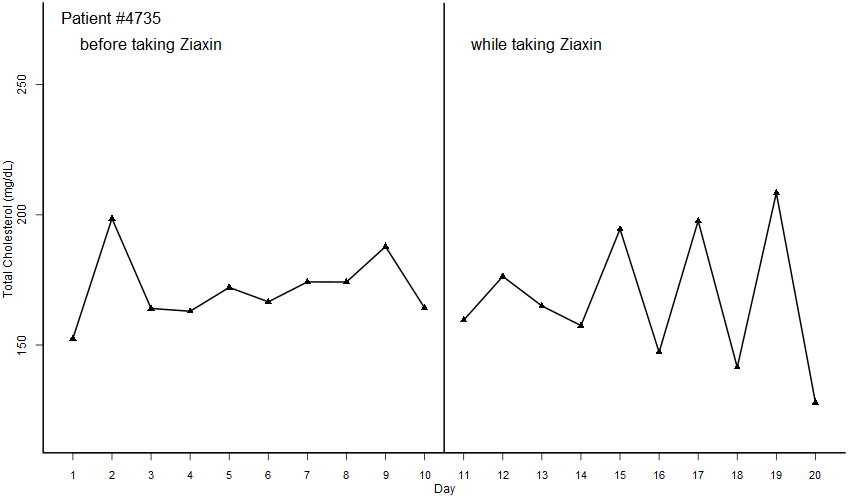 Patient #4735
before taking Ziaxin
while taking Ziaxin
Total Cholesterol (mg/dL)
250
200
150
1 2 3 4 5 6 7 8 9 10 11 12 13 14 15 16 17 18 19 20
Day